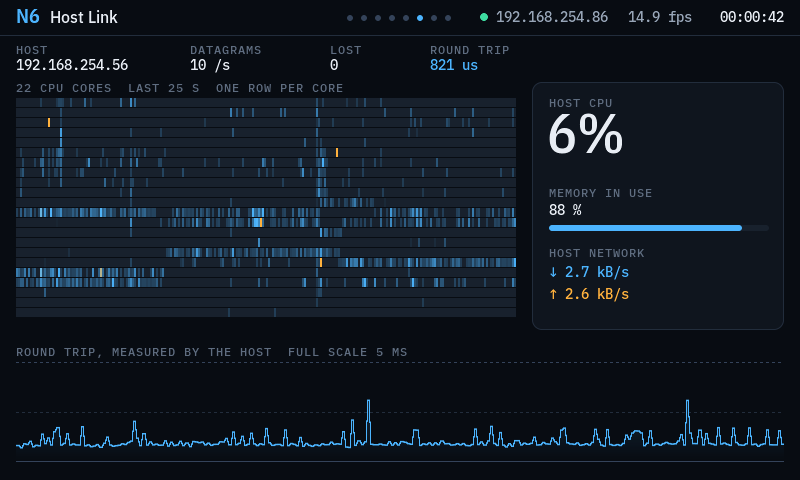 N6 Host Link
192.168.254.86 14.9 fps 00:00:42
HOST DATAGRAMS LOST ROUND TRIP
192.168.254.56 10 /s 0 821 us
22 CPU CORES LAST 25 S ONE ROW PER CORE
HOST CPU
6%
MEMORY IN USE
88 %
HOST NETWORK
↓ 2.7 kB/s
↑ 2.6 kB/s
ROUND TRIP, MEASURED BY THE HOST FULL SCALE 5 MS